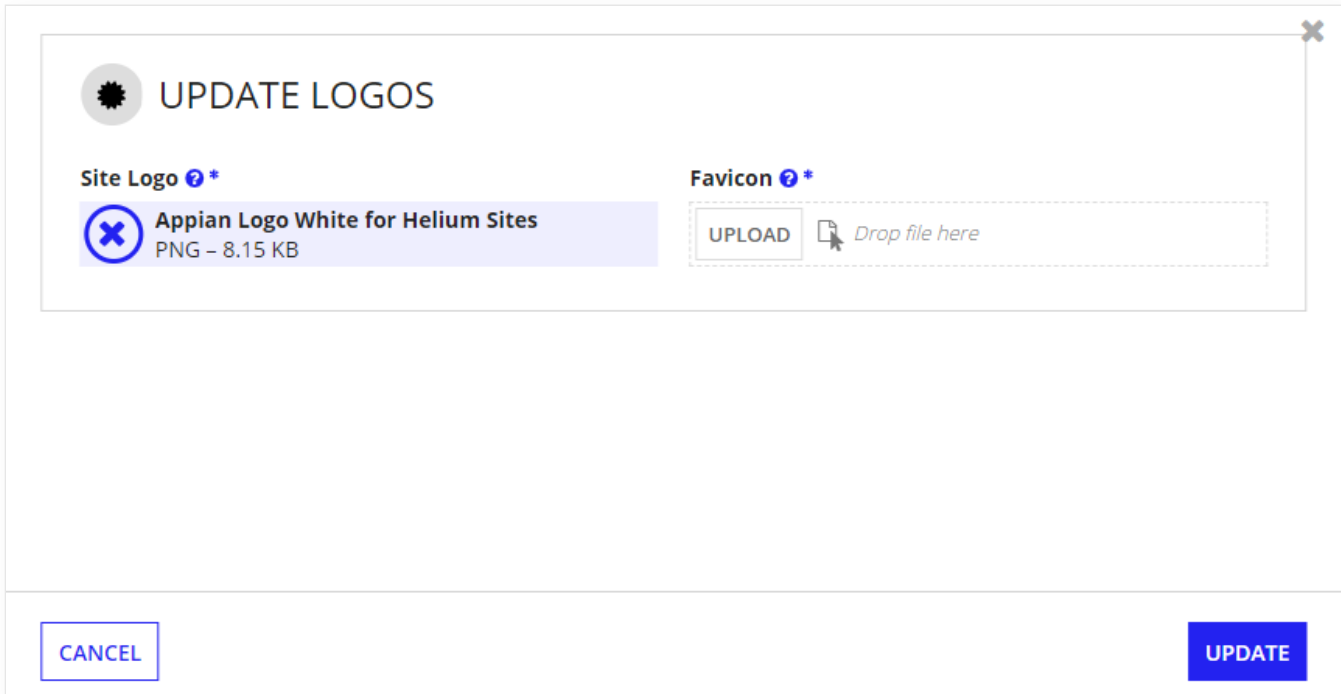 UPDATE LOGOS
Site Logo ? *
Appian Logo White for Helium Sites
PNG – 8.15 KB
Favicon ? *
UPLOAD Drop file here
CANCEL
UPDATE